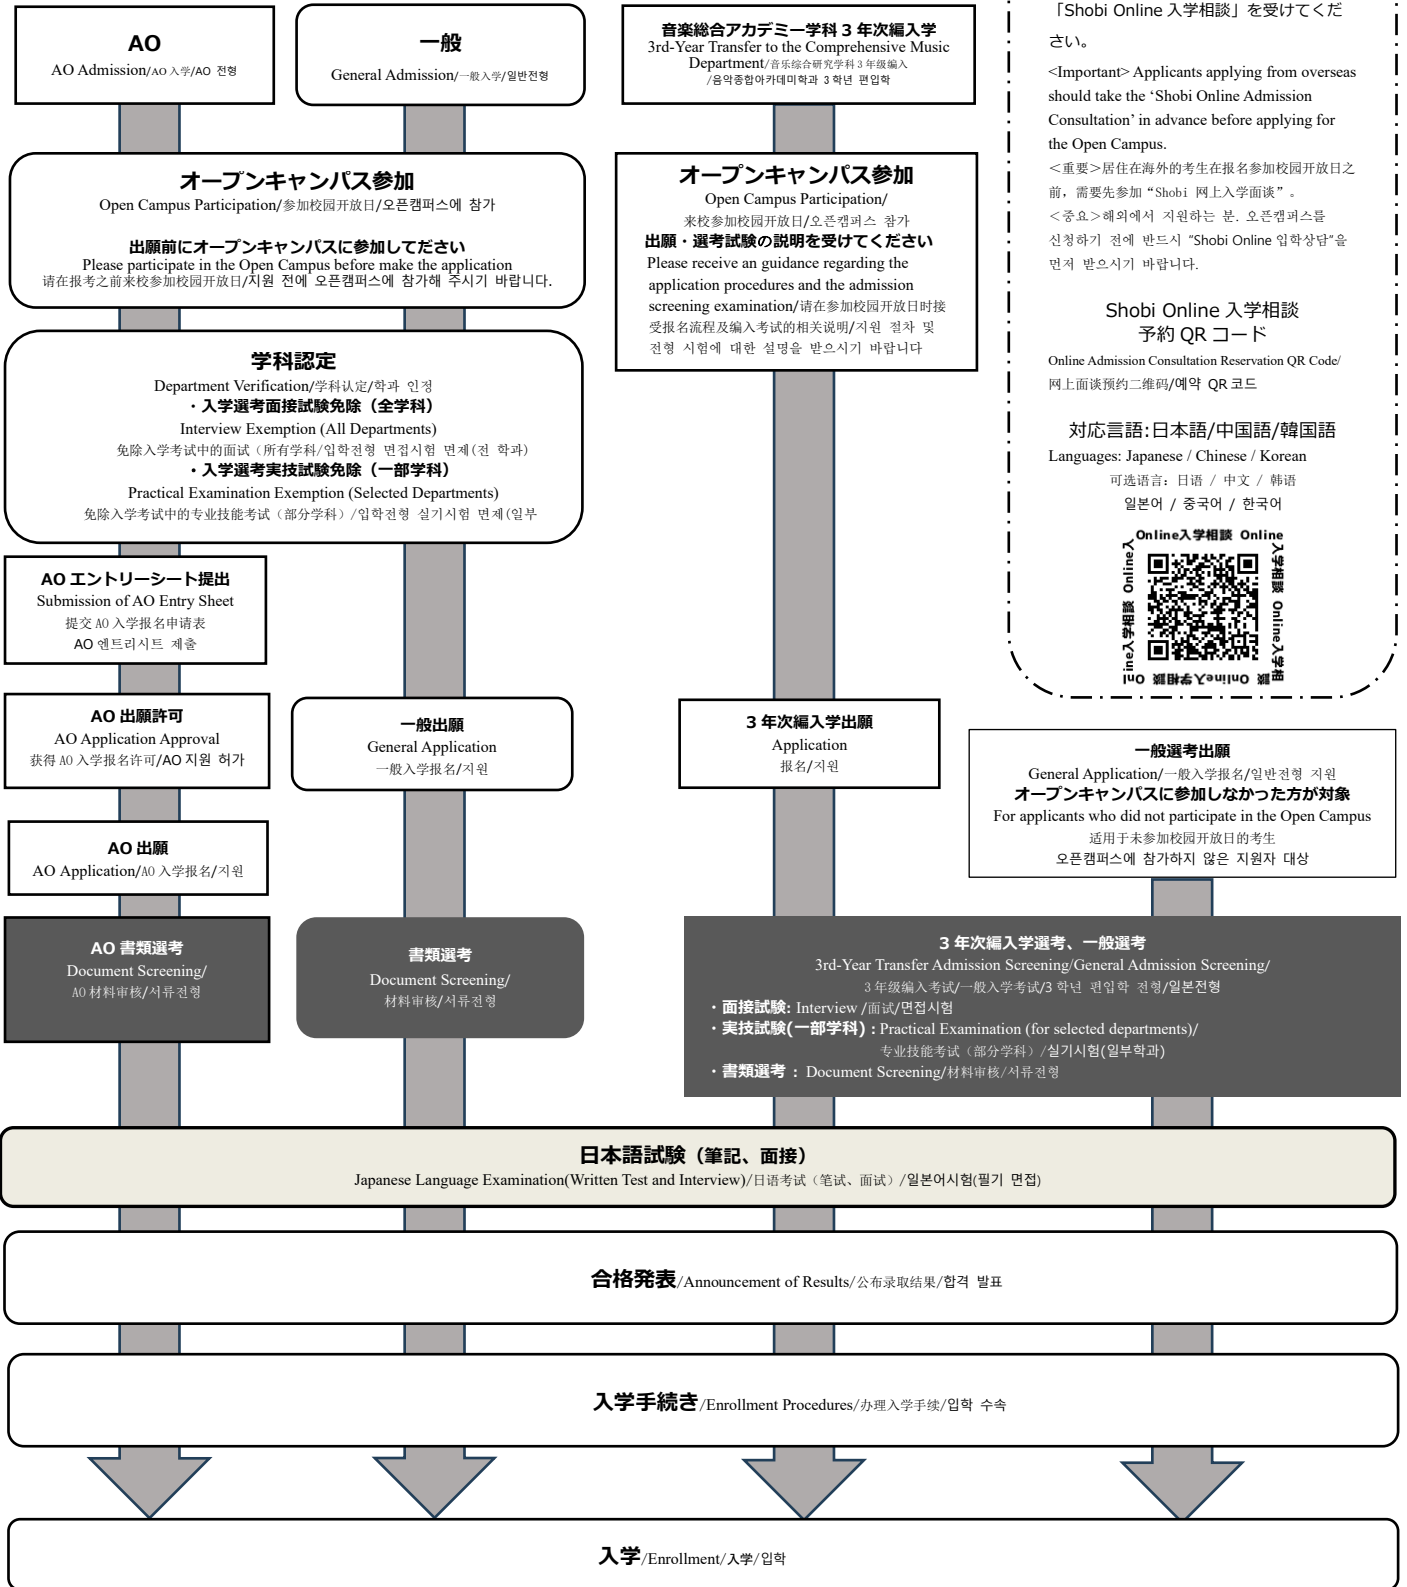 AO
AO Admission/AO 入学/AO 전형
一般
General Admission/一般入学/일반전형
音楽総合アカデミー学科 3 年次編入学
3rd-Year Transfer to the Comprehensive Music
Department/音乐综合研究学科 3 年级编入
/음악종합아카데미학과 3 학년 편입학
「Shobi Online 入学相談」を受けてくだ
さい。
<Important> Applicants applying from overseas
should take the ‘Shobi Online Admission
Consultation’ in advance before applying for
the Open Campus.
＜重要＞居住在海外的考生在报名参加校园开放日之
前，需要先参加“Shobi 网上入学面谈”。
＜중요＞해외에서 지원하는 분. 오픈캠퍼스를
신청하기 전에 반드시 “Shobi Online 입학상담”을
먼저 받으시기 바랍니다.
Shobi Online 入学相談
予約 QR コード
Online Admission Consultation Reservation QR Code/
网上面谈预约二维码/예약 QR 코드
対応言語:日本語/中国語/韓国語
Languages: Japanese / Chinese / Korean
可选语言：日语 / 中文 / 韩语
일본어 / 중국어 / 한국어
Online入学相談 Online
入学相談 Online入学相
談 Online入学相談 On
line入学相談 Online入
オープンキャンパス参加
Open Campus Participation/参加校园开放日/오픈캠퍼스에 참가
出願前にオープンキャンパスに参加してださい
Please participate in the Open Campus before make the application
请在报考之前来校参加校园开放日/지원 전에 오픈캠퍼스에 참가해 주시기 바랍니다.
オープンキャンパス参加
Open Campus Participation/
来校参加校园开放日/오픈캠퍼스 참가
出願・選考試験の説明を受けてください
Please receive an guidance regarding the
application procedures and the admission
screening examination/请在参加校园开放日时接
受报名流程及编入考试的相关说明/지원 절차 및
전형 시험에 대한 설명을 받으시기 바랍니다
学科認定
Department Verification/学科认定/학과 인정
・入学選考面接試験免除（全学科）
Interview Exemption (All Departments)
免除入学考试中的面试（所有学科/입학전형 면접시험 면제(전 학과)
・入学選考実技試験免除（一部学科）
Practical Examination Exemption (Selected Departments)
免除入学考试中的专业技能考试（部分学科）/입학전형 실기시험 면제(일부
AO エントリーシート提出
Submission of AO Entry Sheet
提交 AO 入学报名申请表
AO 엔트리시트 제출
AO 出願許可
AO Application Approval
获得 AO 入学报名许可/AO 지원 허가
一般出願
General Application
一般入学报名/지원
3 年次編入学出願
Application
报名/지원
一般選考出願
General Application/一般入学报名/일반전형 지원
オープンキャンパスに参加しなかった方が対象
For applicants who did not participate in the Open Campus
适用于未参加校园开放日的考生
오픈캠퍼스에 참가하지 않은 지원자 대상
AO 出願
AO Application/AO 入学报名/지원
AO 書類選考
Document Screening/
AO 材料审核/서류전형
書類選考
Document Screening/
材料审核/서류전형
3 年次編入学選考、一般選考
3rd-Year Transfer Admission Screening/General Admission Screening/
3 年级编入考试/一般入学考试/3 학년 편입학 전형/일본전형
・面接試験: Interview /面试/면접시험
・実技試験(一部学科) : Practical Examination (for selected departments)/
专业技能考试（部分学科）/실기시험(일부학과)
・書類選考 : Document Screening/材料审核/서류전형
日本語試験（筆記、面接）
Japanese Language Examination(Written Test and Interview)/日语考试（笔试、面试）/일본어시험(필기 면접)
合格発表/Announcement of Results/公布录取结果/합격 발표
入学手続き/Enrollment Procedures/办理入学手续/입학 수속
入学/Enrollment/入学/입학